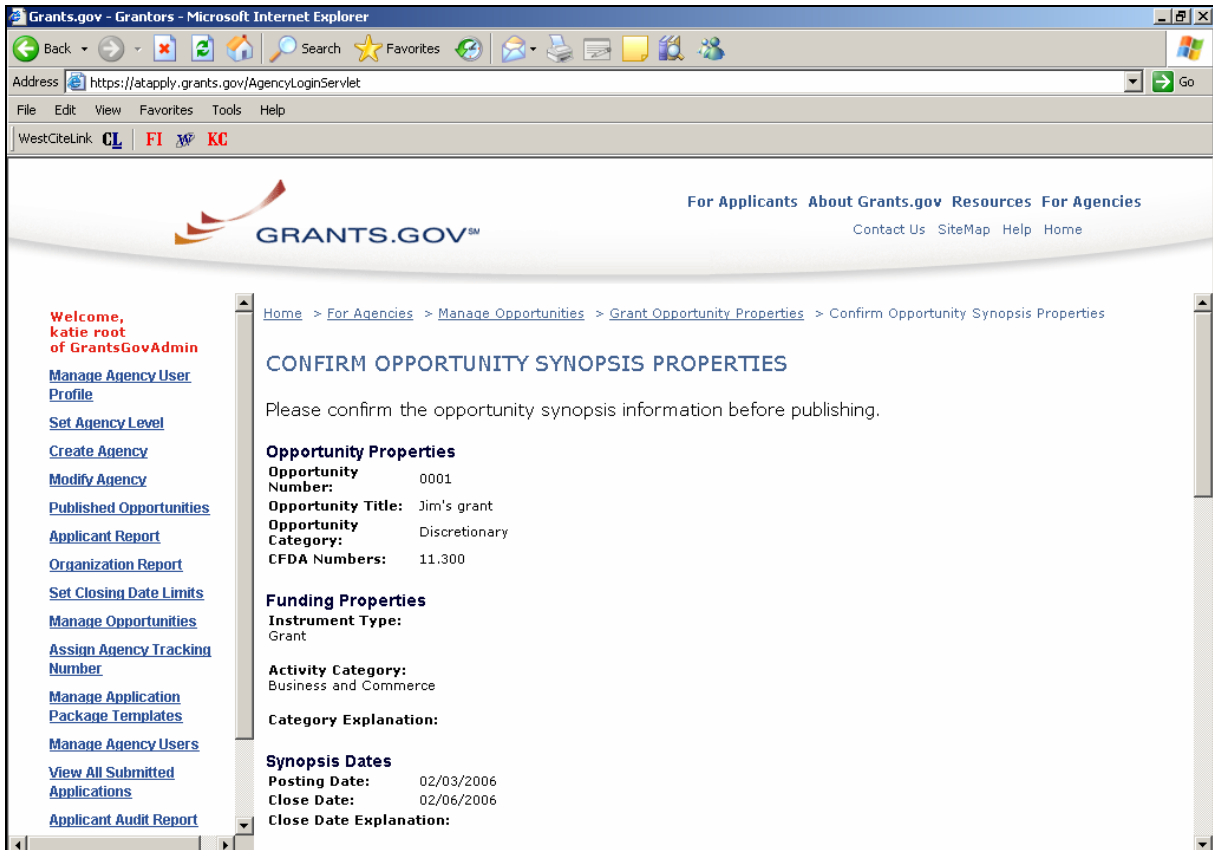 Grants.gov - Grantors - Microsoft Internet Explorer
Back Search Favorites
Address https://atapply.grants.gov/AgencyLoginServlet Go
File Edit View Favorites Tools Help
WestCiteLink CL FI W KC
For Applicants About Grants.gov Resources For Agencies
GRANTS.GOV℠
Contact Us SiteMap Help Home
Welcome,
katie root
of GrantsGovAdmin
Manage Agency User
Profile
Set Agency Level
Create Agency
Modify Agency
Published Opportunities
Applicant Report
Organization Report
Set Closing Date Limits
Manage Opportunities
Assign Agency Tracking
Number
Manage Application
Package Templates
Manage Agency Users
View All Submitted
Applications
Applicant Audit Report
Home > For Agencies > Manage Opportunities > Grant Opportunity Properties > Confirm Opportunity Synopsis Properties
CONFIRM OPPORTUNITY SYNOPSIS PROPERTIES
Please confirm the opportunity synopsis information before publishing.
Opportunity Properties
Opportunity
Number: 0001
Opportunity Title: Jim's grant
Opportunity
Category: Discretionary
CFDA Numbers: 11.300
Funding Properties
Instrument Type:
Grant
Activity Category:
Business and Commerce
Category Explanation:
Synopsis Dates
Posting Date: 02/03/2006
Close Date: 02/06/2006
Close Date Explanation: